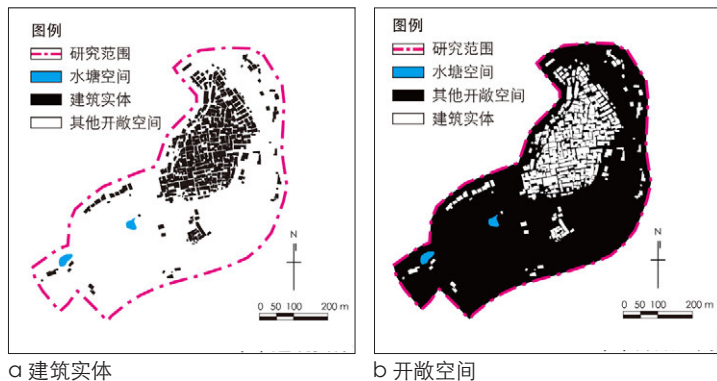 图例
研究范围
水塘空间
建筑实体
其他开敞空间
N
0 50 100 200 m
图例
研究范围
水塘空间
其他开敞空间
建筑实体
N
0 50 100 200 m
a 建筑实体
b 开敞空间